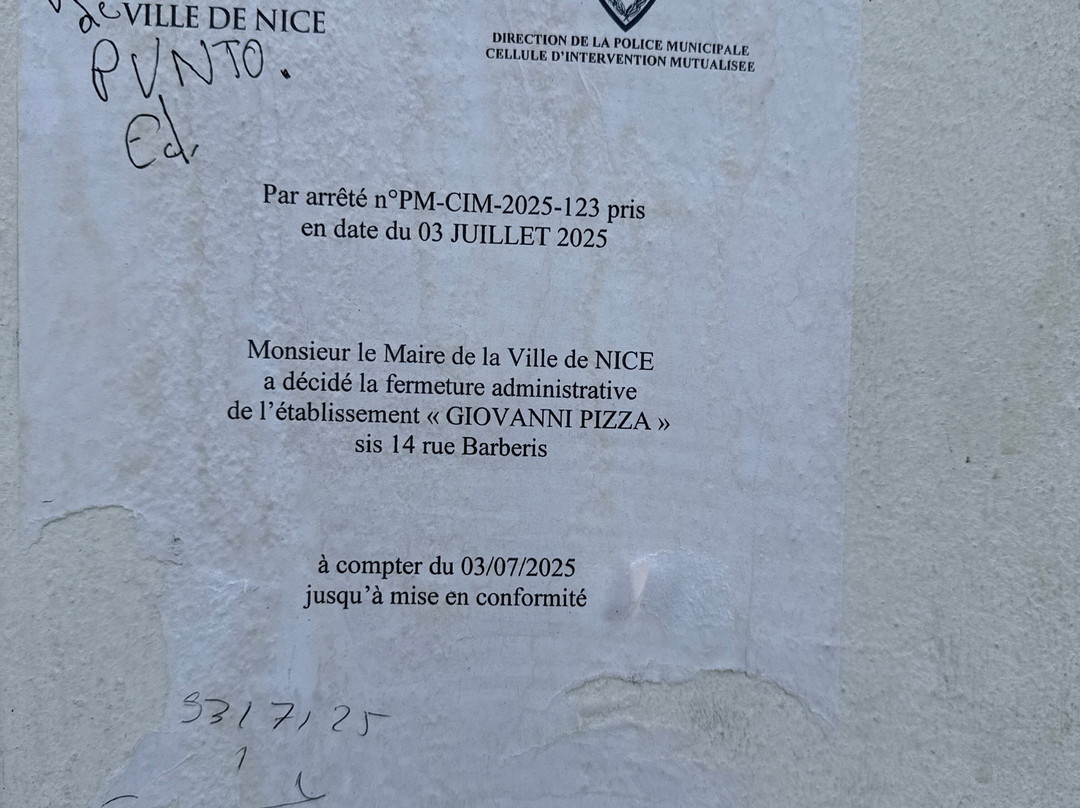 de VILLE DE NICE
PUNTO.
Ed.
DIRECTION DE LA POLICE MUNICIPALE
CELLULE D'INTERVENTION MUTUALISEE
Par arrêté n°PM-CIM-2025-123 pris
en date du 03 JUILLET 2025
Monsieur le Maire de la Ville de NICE
a décidé la fermeture administrative
de l'établissement « GIOVANNI PIZZA »
sis 14 rue Barberis
à compter du 03/07/2025
jusqu'à mise en conformité